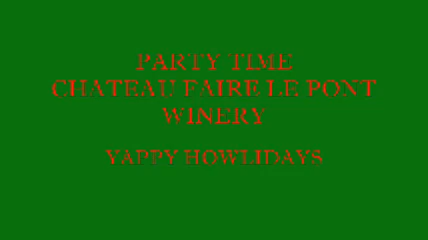 PARTY TIME
CHATEAU FAIRE LE PONT
WINERY
YAPPY HOWLIDAYS